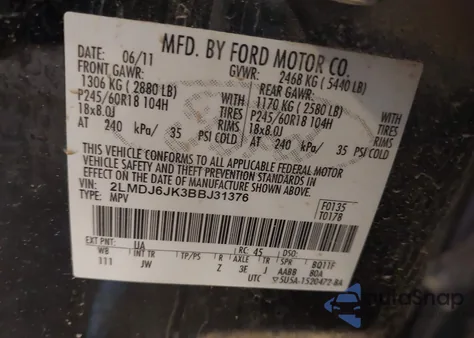 MFD. BY FORD MOTOR CO.
DATE: 06/11 GVWR: 2468 KG ( 5440 LB)
FRONT GAWR: REAR GAWR:
1306 KG ( 2880 LB) 1170 KG ( 2580 LB)
P245/60R18 104H WITH TIRES P245/60R18 104H WITH TIRES
18x8.0J RIMS 18x8.0J RIMS
AT 240 kPa/ 35 PSI COLD AT 240 kPa/ 35 PSI COLD
THIS VEHICLE CONFORMS TO ALL APPLICABLE FEDERAL MOTOR
VEHICLE SAFETY AND THEFT PREVENTION STANDARDS IN
EFFECT ON THE DATE OF MANUFACTURE SHOWN ABOVE.
VIN: 2LMDJ6JK3BBJ31376 F0135
TYPE: MPV T0178
EXT PNT: UA RC: 45 DSO:
WB INT TR TP/PS R AXLE TR SPR
111 JW Z 3E J AABB BOA
UTC
AutoSnap